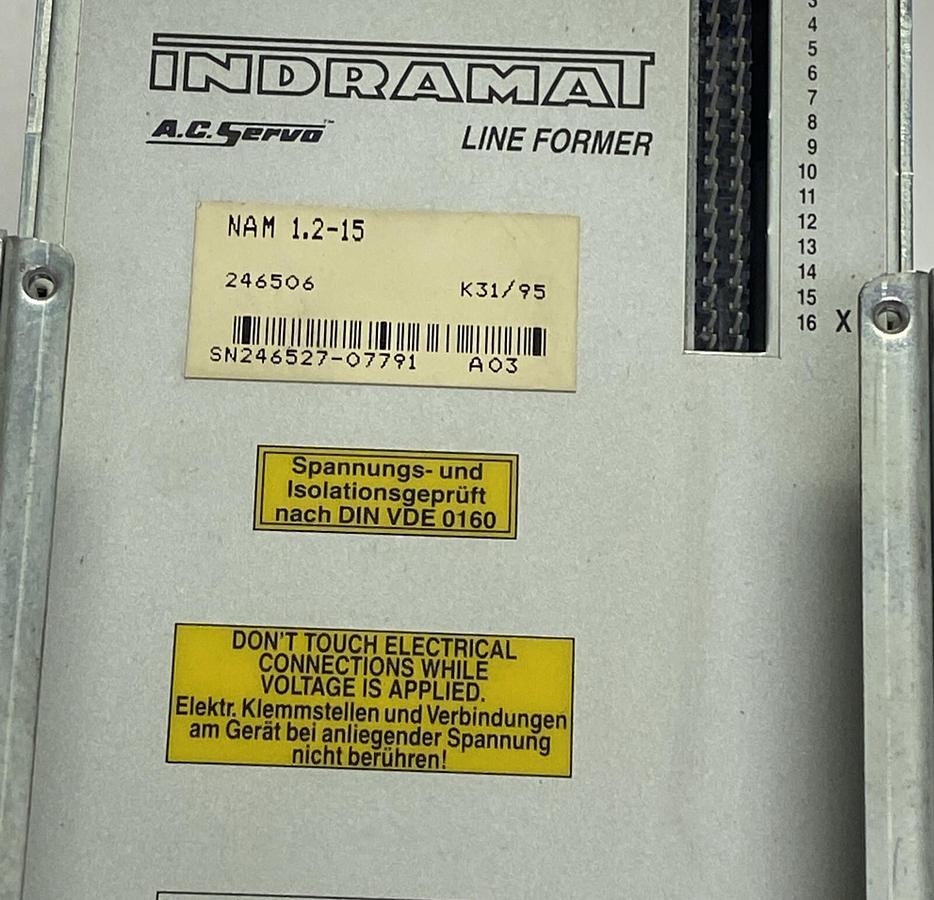 INDRAMAT
A.C. Servo™
LINE FORMER
NAM 1.2-15
246506 K31/95
SN246527-07791 A03
Spannungs- und
Isolationsgeprüft
nach DIN VDE 0160
DON'T TOUCH ELECTRICAL
CONNECTIONS WHILE
VOLTAGE IS APPLIED.
Elektr. Klemmstellen und Verbindungen
am Gerät bei anliegender Spannung
nicht berühren!
3
4
5
6
7
8
9
10
11
12
13
14
15
16 X